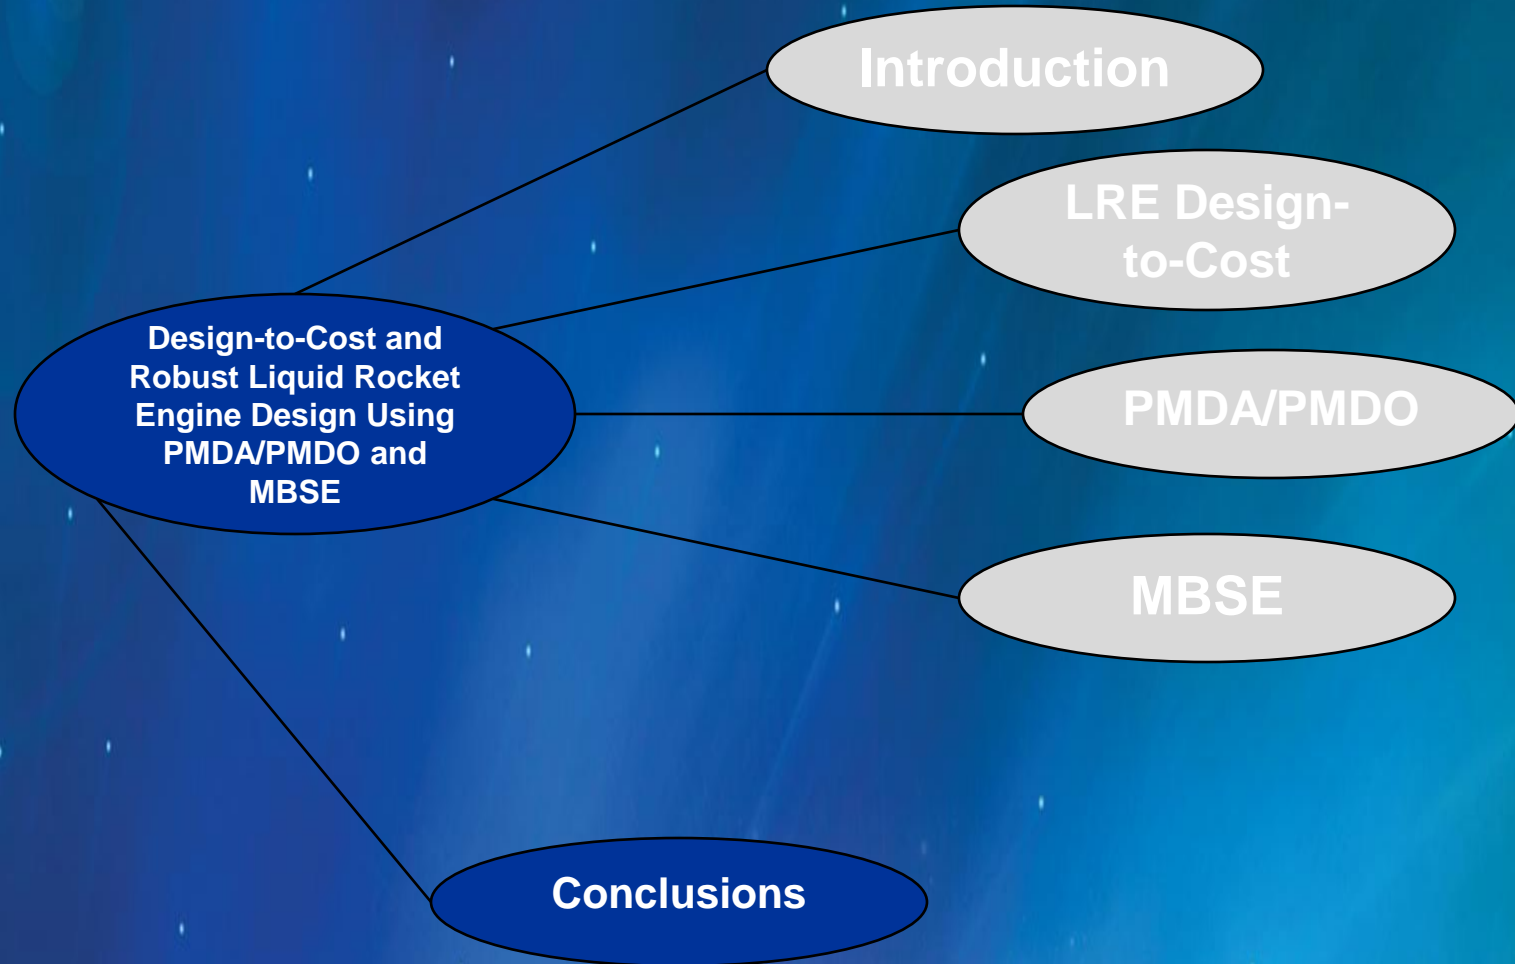 Introduction
LRE Design-
to-Cost
Design-to-Cost and
Robust Liquid Rocket
Engine Design Using
PMDA/PMDO and
MBSE
PMDA/PMDO
MBSE
Conclusions